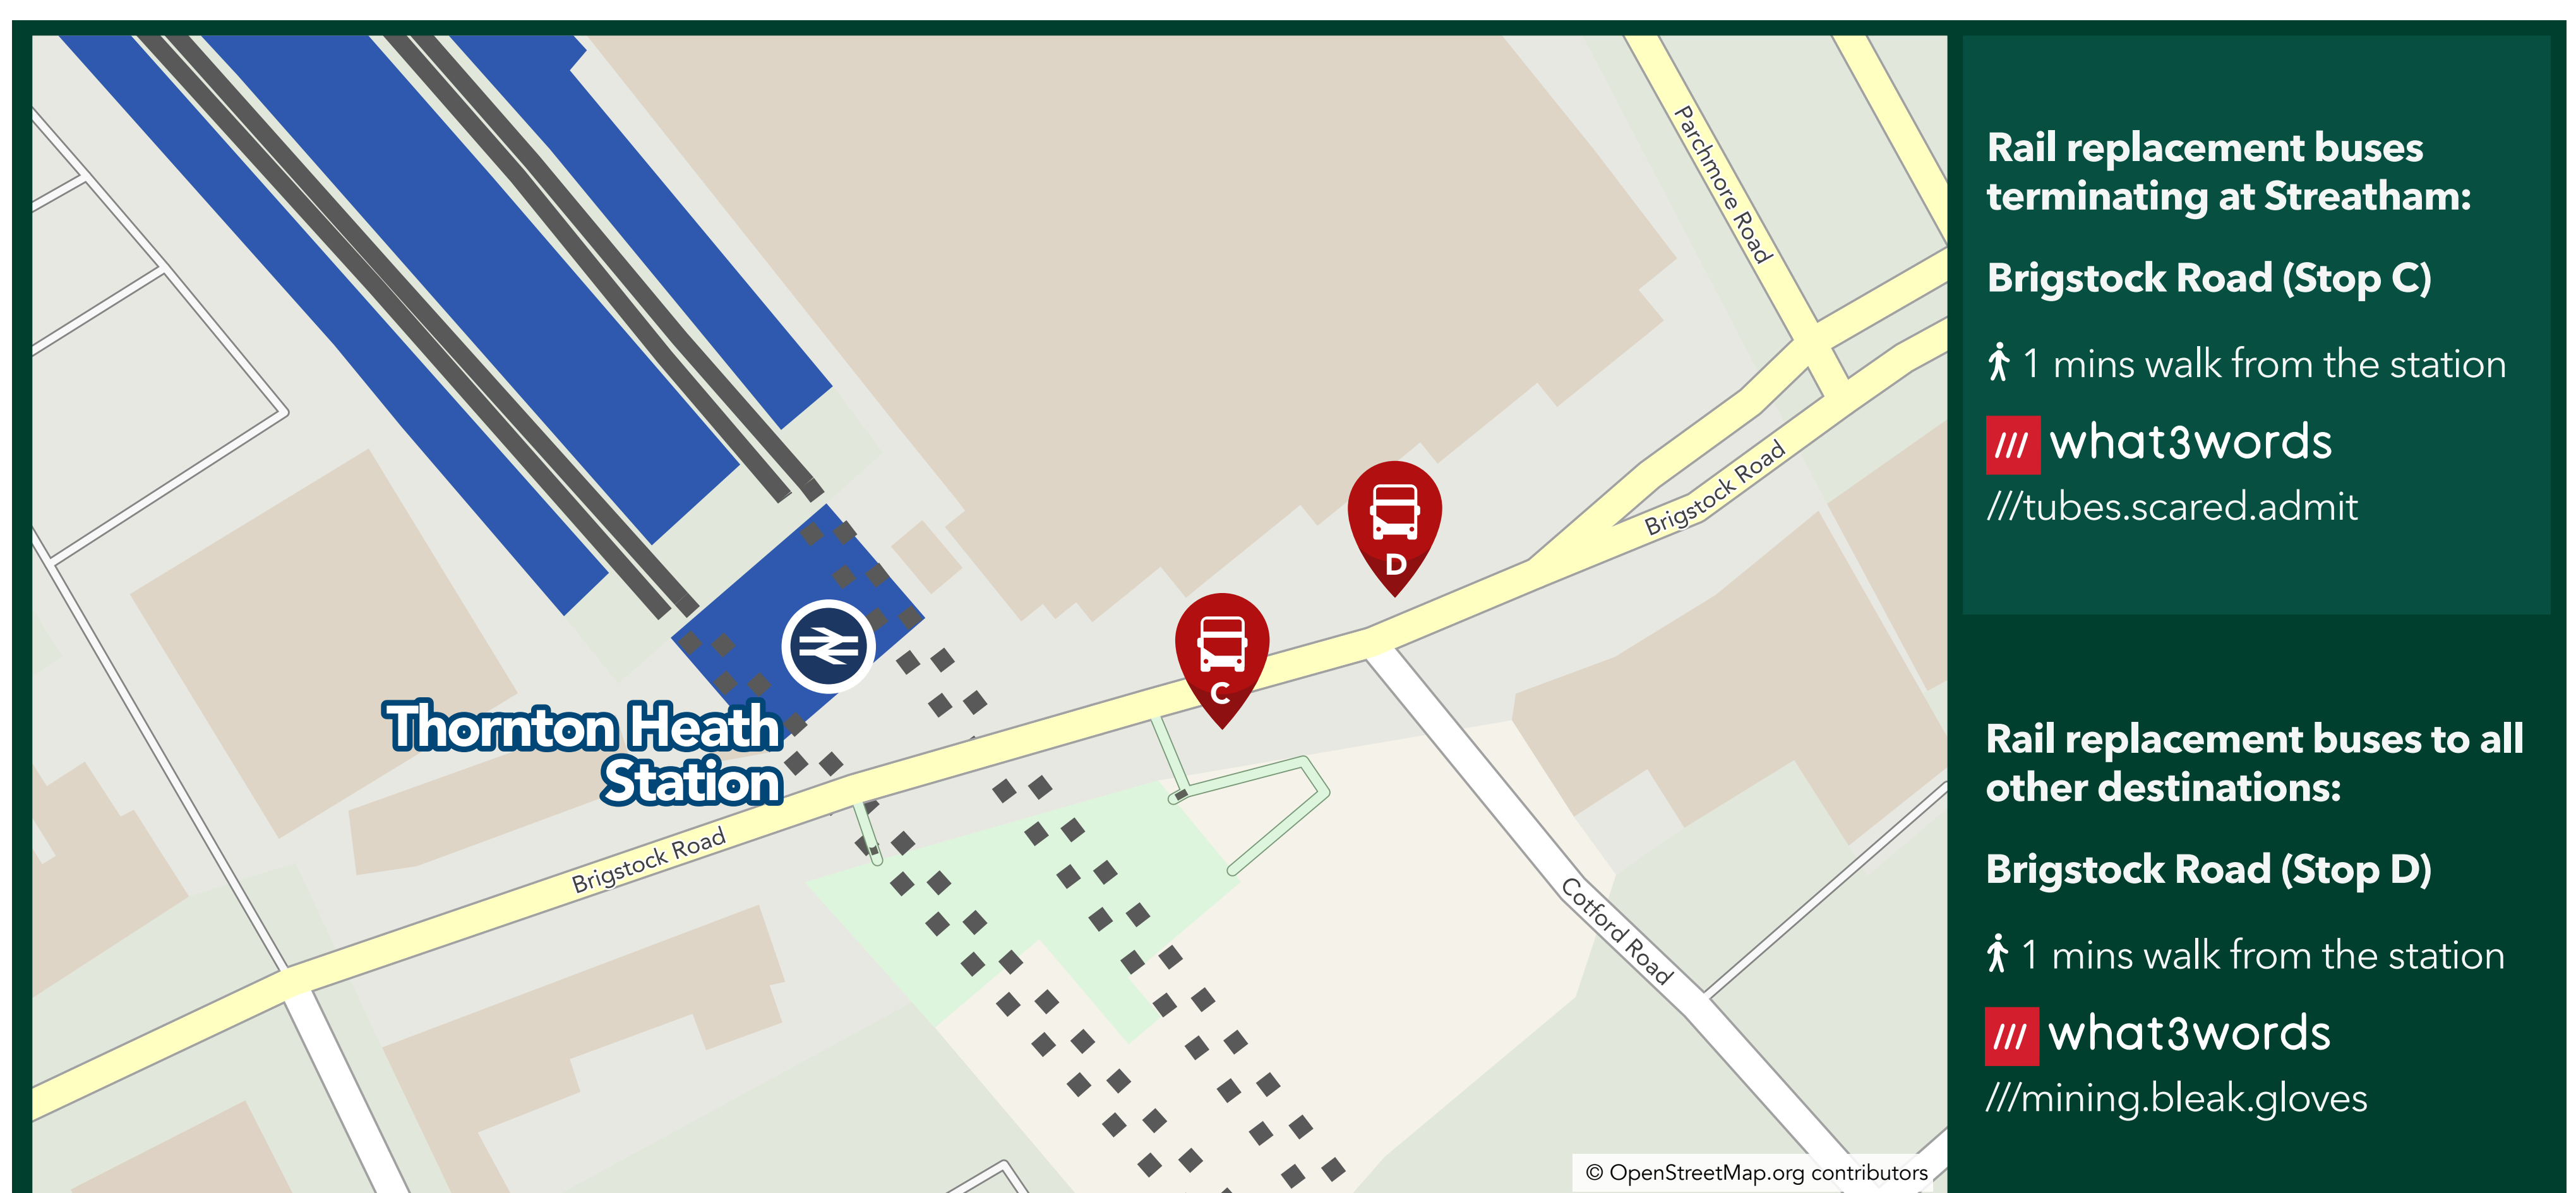 Parchmore Road
Brigstock Road
D
C
Thornton Heath
Station
Brigstock Road
Cotford Road
© OpenStreetMap.org contributors
Rail replacement buses
terminating at Streatham:
Brigstock Road (Stop C)
1 mins walk from the station
/// what3words
///tubes.scared.admit
Rail replacement buses to all
other destinations:
Brigstock Road (Stop D)
1 mins walk from the station
/// what3words
///mining.bleak.gloves